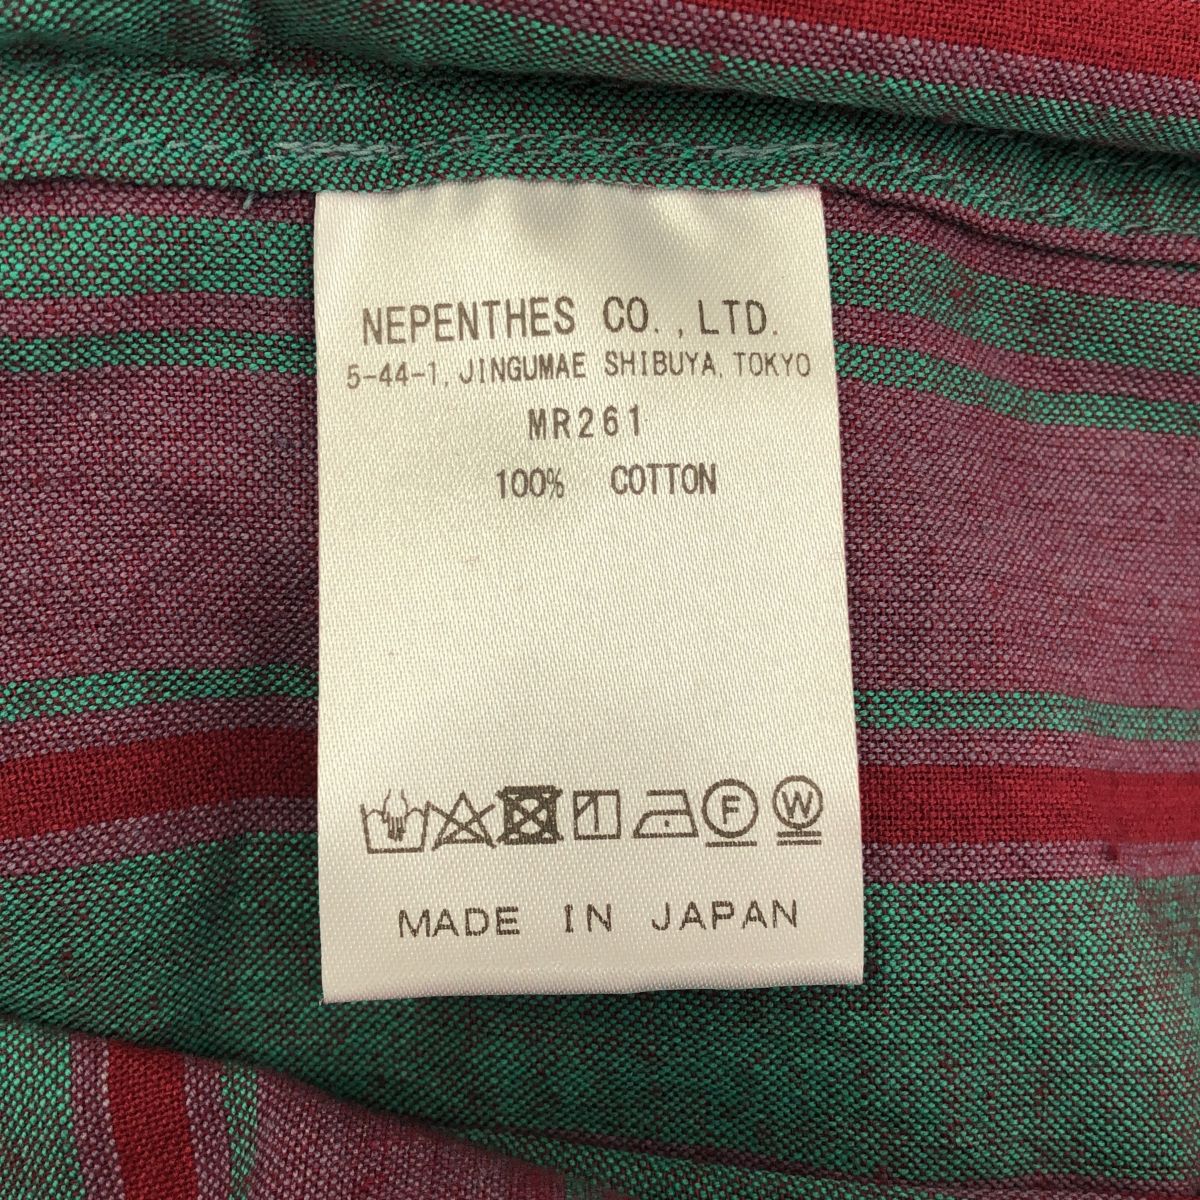 NEPENTHES CO.,LTD.
5-44-1, JINGUMAE SHIBUYA, TOKYO
MR261
100% COTTON
F W
MADE IN JAPAN